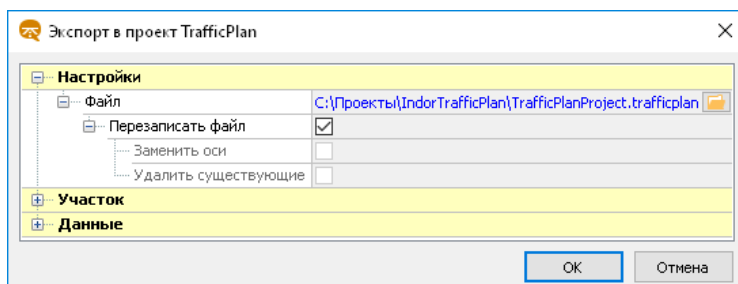 Экспорт в проект TrafficPlan
Настройки
Файл C:\Проекты\IndorTrafficPlan\TrafficPlanProject.trafficplan
Перезаписать файл
Заменить оси
Удалить существующие
Участок
Данные
ОК Отмена